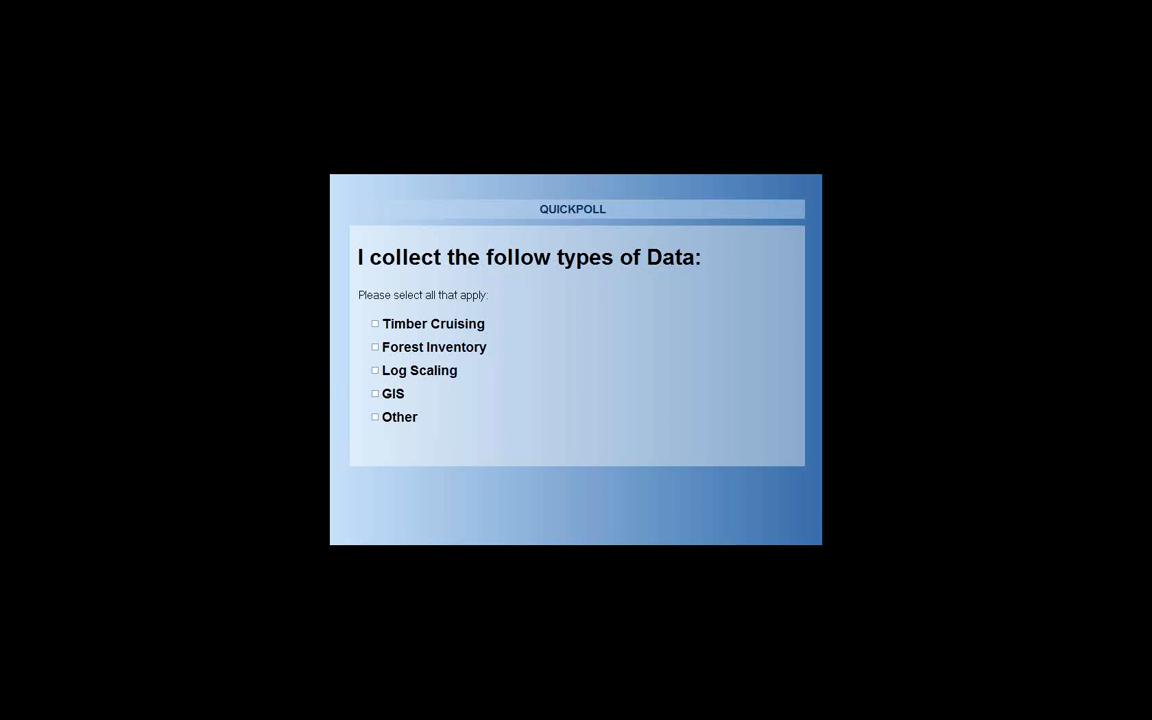 QUICKPOLL
I collect the follow types of Data:
Please select all that apply:
Timber Cruising
Forest Inventory
Log Scaling
GIS
Other